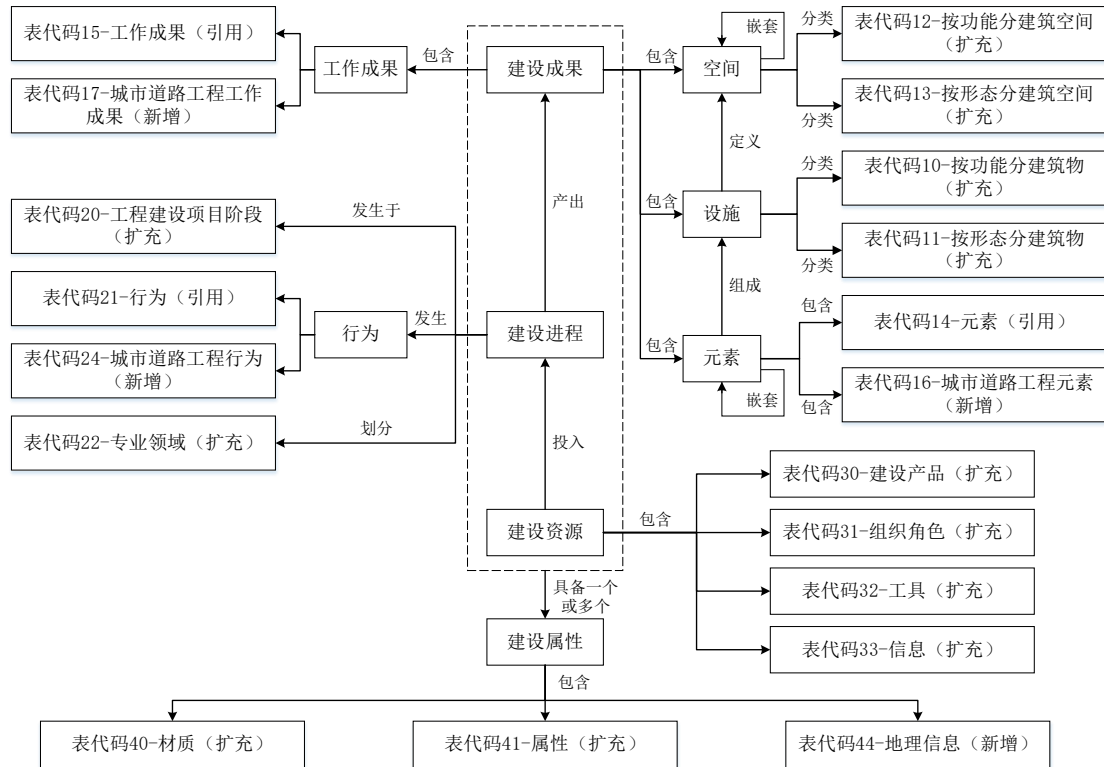 表代码15-工作成果（引用）
表代码17-城市道路工程工作
成果（新增）
工作成果
包含
建设成果
包含
空间
嵌套
分类
表代码12-按功能分建筑空间
（扩充）
分类
表代码13-按形态分建筑空间
（扩充）
定义
产出
包含
设施
分类
表代码10-按功能分建筑物
（扩充）
分类
表代码11-按形态分建筑物
（扩充）
组成
表代码20-工程建设项目阶段
（扩充）
发生于
表代码21-行为（引用）
表代码24-城市道路工程行为
（新增）
行为
发生
建设进程
包含
元素
嵌套
包含
表代码14-元素（引用）
包含
表代码16-城市道路工程元素
（新增）
表代码22-专业领域（扩充）
划分
投入
建设资源
包含
表代码30-建设产品（扩充）
表代码31-组织角色（扩充）
表代码32-工具（扩充）
表代码33-信息（扩充）
具备一个
或多个
建设属性
包含
表代码40-材质（扩充）
表代码41-属性（扩充）
表代码44-地理信息（新增）